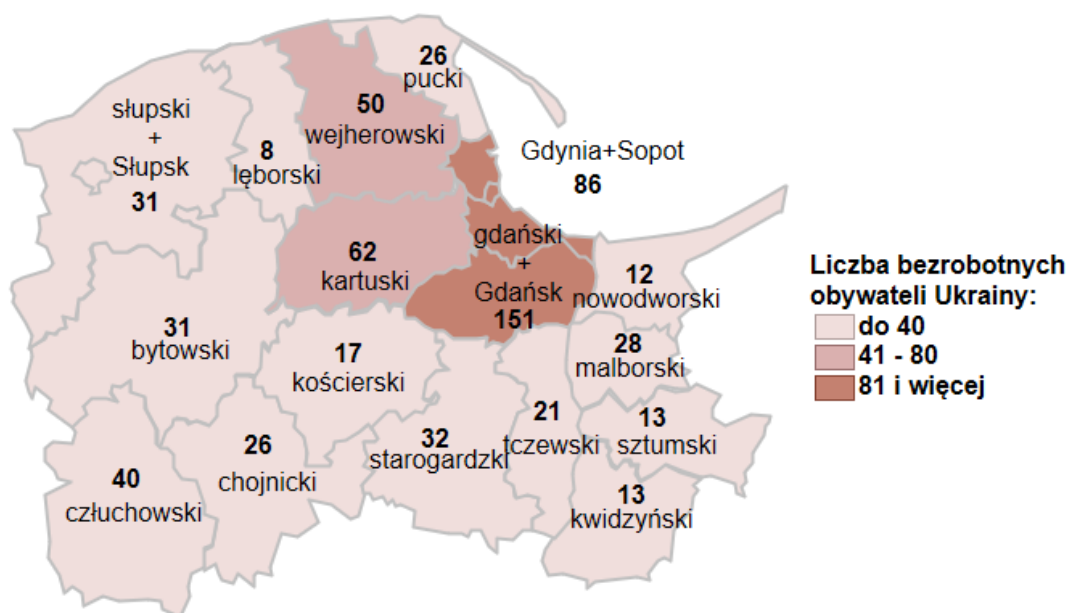 26
pucki
50
wejherowski
słupski
+
Słupsk
31
8
lęborski
Gdynia+Sopot
86
62
kartuski
gdański
+
Gdańsk
151
12
nowodworski
31
bytowski
17
kościerski
28
malborski
21
tczewski
13
sztumski
32
starogardzki
26
chojnicki
40
człuchowski
13
kwidzyński
Liczba bezrobotnych
obywateli Ukrainy:
do 40
41 - 80
81 i więcej